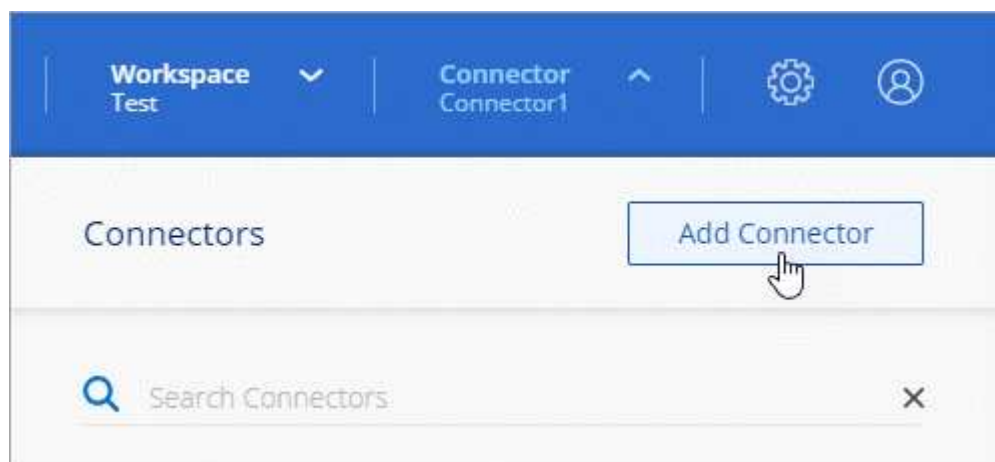 Workspace
Test
Connector
Connector1
Connectors
Add Connector
Search Connectors